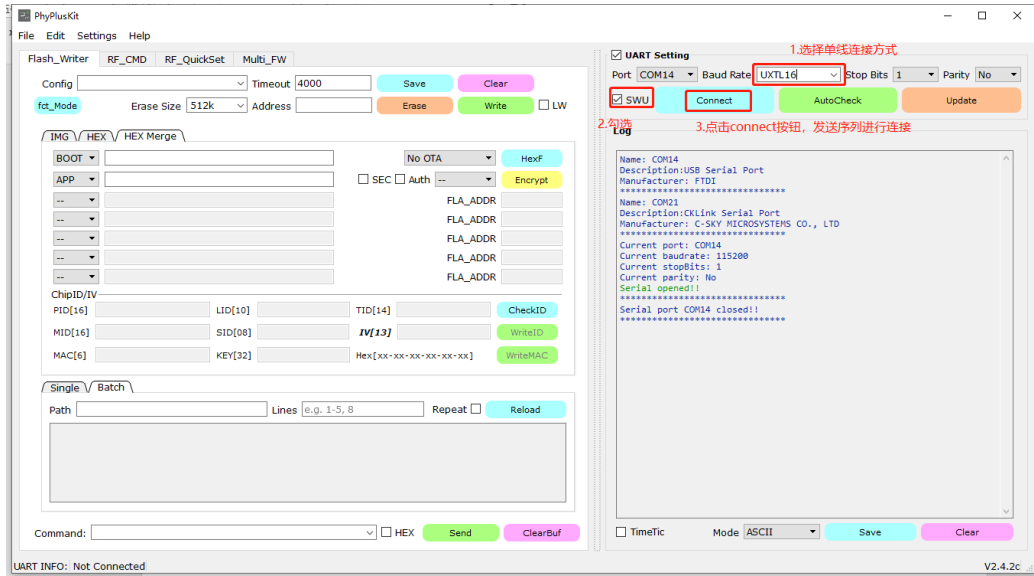 PhyPlusKit
File Edit Settings Help
Flash_Writer RF_CMD RF_QuickSet Multi_FW
Config Timeout 4000 Save Clear
fct_Mode Erase Size 512k Address Erase Write LW
IMG HEX HEX Merge
BOOT No OTA HexF
APP SEC Auth -- Encrypt
-- FLA_ADDR
-- FLA_ADDR
-- FLA_ADDR
-- FLA_ADDR
-- FLA_ADDR
ChipID/IV
PID[16] LID[10] TID[14] CheckID
MID[16] SID[08] IV[13] WriteID
MAC[6] KEY[32] Hex[xx-xx-xx-xx-xx-xx] WriteMAC
Single Batch
Path Lines e.g. 1-5, 8 Repeat Reload
Command: HEX Send ClearBuf
UART INFO: Not Connected
1.选择单线连接方式
UART Setting
Port COM14 Baud Rate UXTL16 Stop Bits 1 Parity No
SWU Connect AutoCheck Update
2.勾选
3.点击connect按钮，发送序列进行连接
Log
Name: COM14
Description:USB Serial Port
Manufacturer: FTDI
*******************************
Name: COM21
Description:CKLink Serial Port
Manufacturer: C-SKY MICROSYSTEMS CO., LTD
*******************************
Current port: COM14
Current baudrate: 115200
Current stopBits: 1
Current parity: No
Serial opened!!
*******************************
Serial port COM14 closed!!
*******************************
TimeTic Mode ASCII Save Clear
V2.4.2c